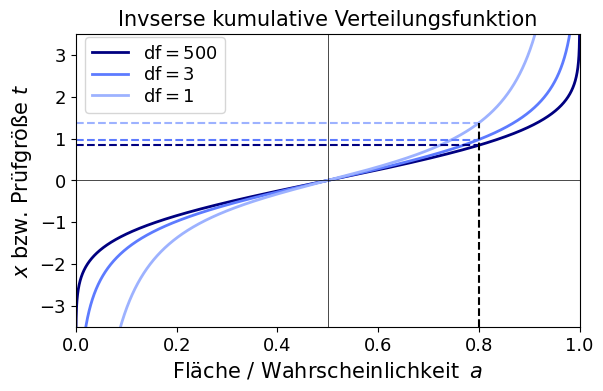 Invserse kumulative Verteilungsfunktion
df = 500
df = 3
df = 1
3
2
1
0
−1
−2
−3
x bzw. Prüfgröße t
0.0 0.2 0.4 0.6 0.8 1.0
Fläche / Wahrscheinlichkeit a